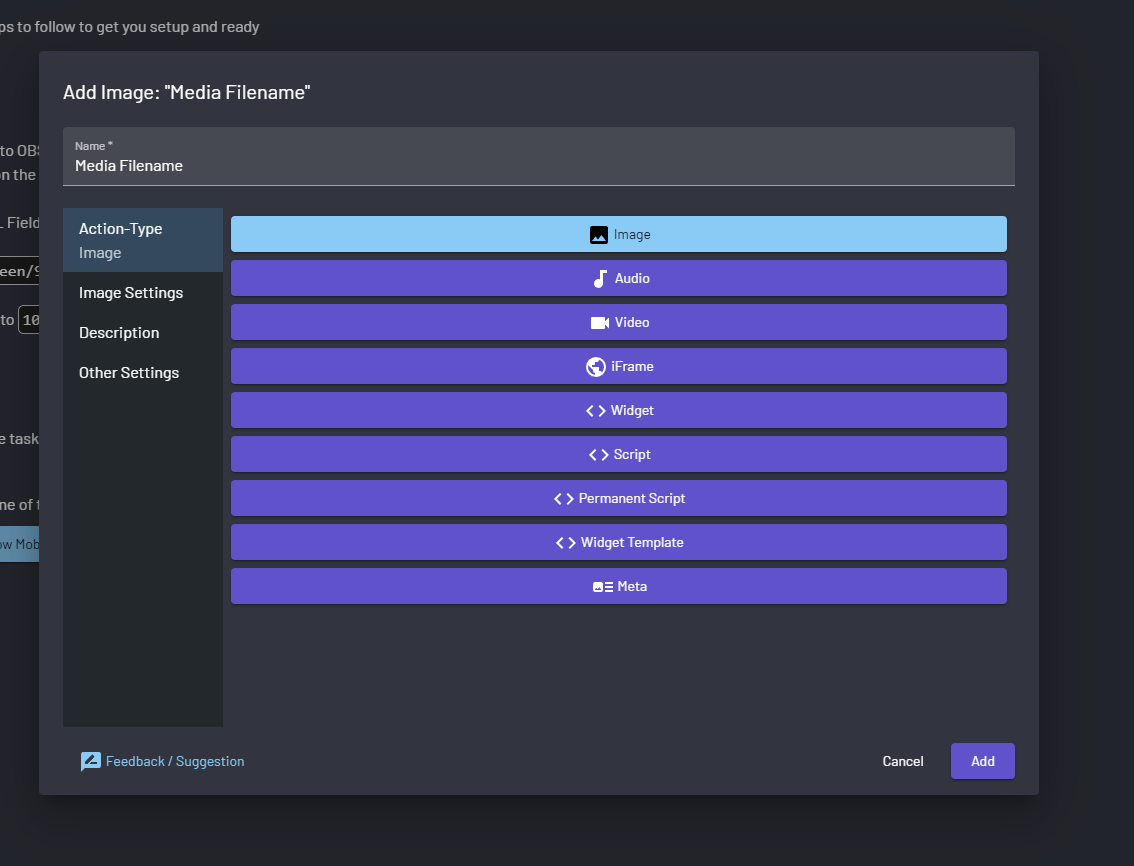 ps to follow to get you setup and ready
Add Image: "Media Filename"
Name *
Media Filename
to OBS
on the
Field
een/9
to 10
e task
ne of t
ow Mob
Action-Type
Image
Image Settings
Description
Other Settings
Image
Audio
Video
iFrame
Widget
Script
Permanent Script
Widget Template
Meta
Feedback / Suggestion
Cancel
Add